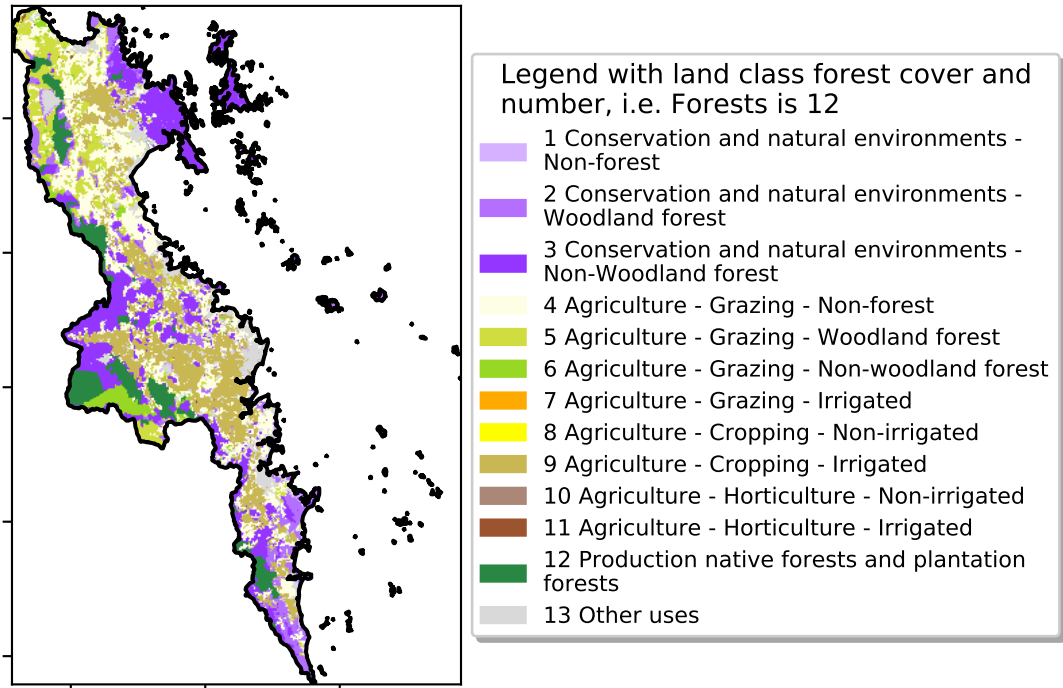 Legend with land class forest cover and
number, i.e. Forests is 12
1 Conservation and natural environments -
Non-forest
2 Conservation and natural environments -
Woodland forest
3 Conservation and natural environments -
Non-Woodland forest
4 Agriculture - Grazing - Non-forest
5 Agriculture - Grazing - Woodland forest
6 Agriculture - Grazing - Non-woodland forest
7 Agriculture - Grazing - Irrigated
8 Agriculture - Cropping - Non-irrigated
9 Agriculture - Cropping - Irrigated
10 Agriculture - Horticulture - Non-irrigated
11 Agriculture - Horticulture - Irrigated
12 Production native forests and plantation
forests
13 Other uses